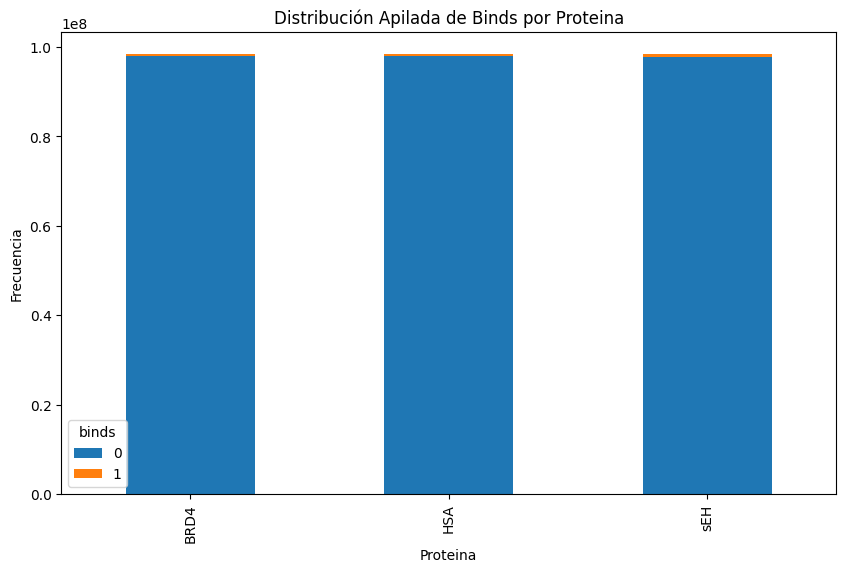 Distribución Apilada de Binds por Proteina
1e8
1.0
0.8
0.6
0.4
0.2
0.0
Frecuencia
binds
0
1
BRD4
HSA
sEH
Proteina